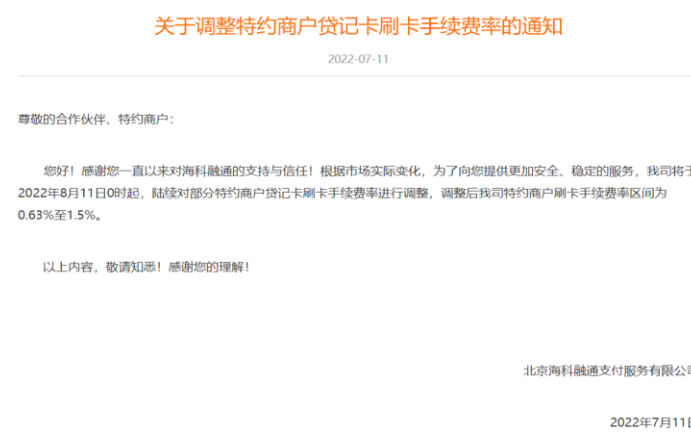 关于调整特约商户贷记卡刷卡手续费率的通知
2022-07-11
尊敬的合作伙伴、特约商户：
您好！感谢您一直以来对海科融通的支持与信任！根据市场实际变化，为了向您提供更加安全、稳定的服务，我司将于
2022年8月11日0时起，陆续对部分特约商户贷记卡刷卡手续费率进行调整，调整后我司特约商户刷卡手续费率区间为
0.63%至1.5%。
以上内容，敬请知悉！感谢您的理解！
北京海科融通支付服务有限公司
2022年7月11日